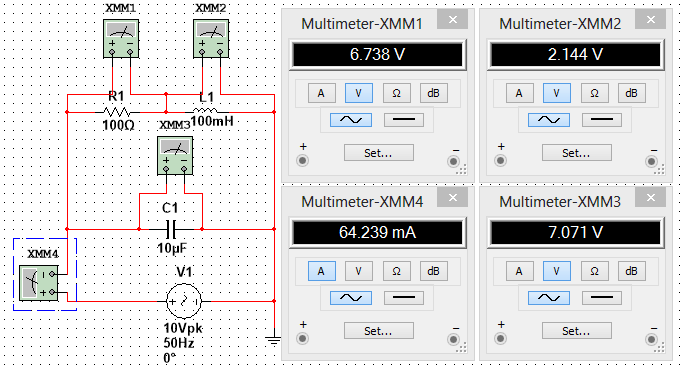 XMM1
XMM2
R1
100Ω
L1
100mH
XMM3
C1
10µF
XMM4
V1
10Vpk
50Hz
0°
Multimeter-XMM1
6.738 V
A V Ω dB
Set...
+ −
Multimeter-XMM2
2.144 V
A V Ω dB
Set...
+ −
Multimeter-XMM4
64.239 mA
A V Ω dB
Set...
+ −
Multimeter-XMM3
7.071 V
A V Ω dB
Set...
+ −